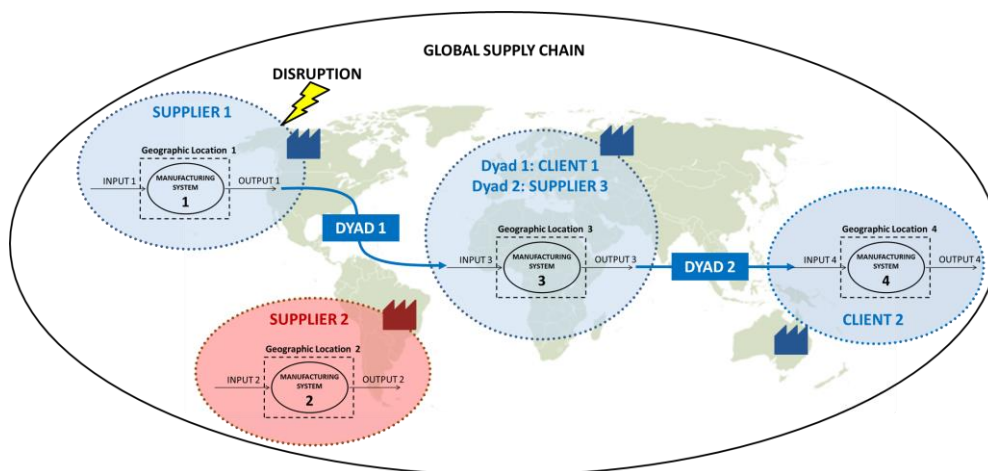 GLOBAL SUPPLY CHAIN
DISRUPTION
SUPPLIER 1
Geographic Location 1
INPUT 1
MANUFACTURING
SYSTEM
1
OUTPUT 1
DYAD 1
Dyad 1: CLIENT 1
Dyad 2: SUPPLIER 3
Geographic Location 3
INPUT 3
MANUFACTURING
SYSTEM
3
OUTPUT 3
DYAD 2
Geographic Location 4
INPUT 4
MANUFACTURING
SYSTEM
4
OUTPUT 4
CLIENT 2
SUPPLIER 2
Geographic Location 2
INPUT 2
MANUFACTURING
SYSTEM
2
OUTPUT 2